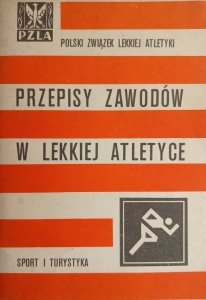 PZLA
POLSKI ZWIĄZEK LEKKIEJ ATLETYKI
PRZEPISY ZAWODÓW
W LEKKIEJ ATLETYCE
SPORT I TURYSTYKA